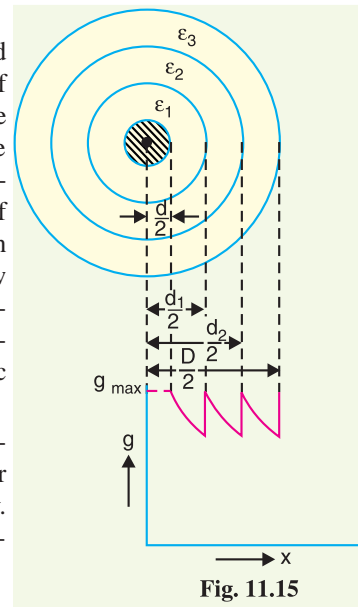 d
f
e
e
-
f
n
y
-
-
c
-
r
.
-
ε3
ε2
ε1
d/2
d1/2
d2/2
D/2
g max
g
x
Fig. 11.15